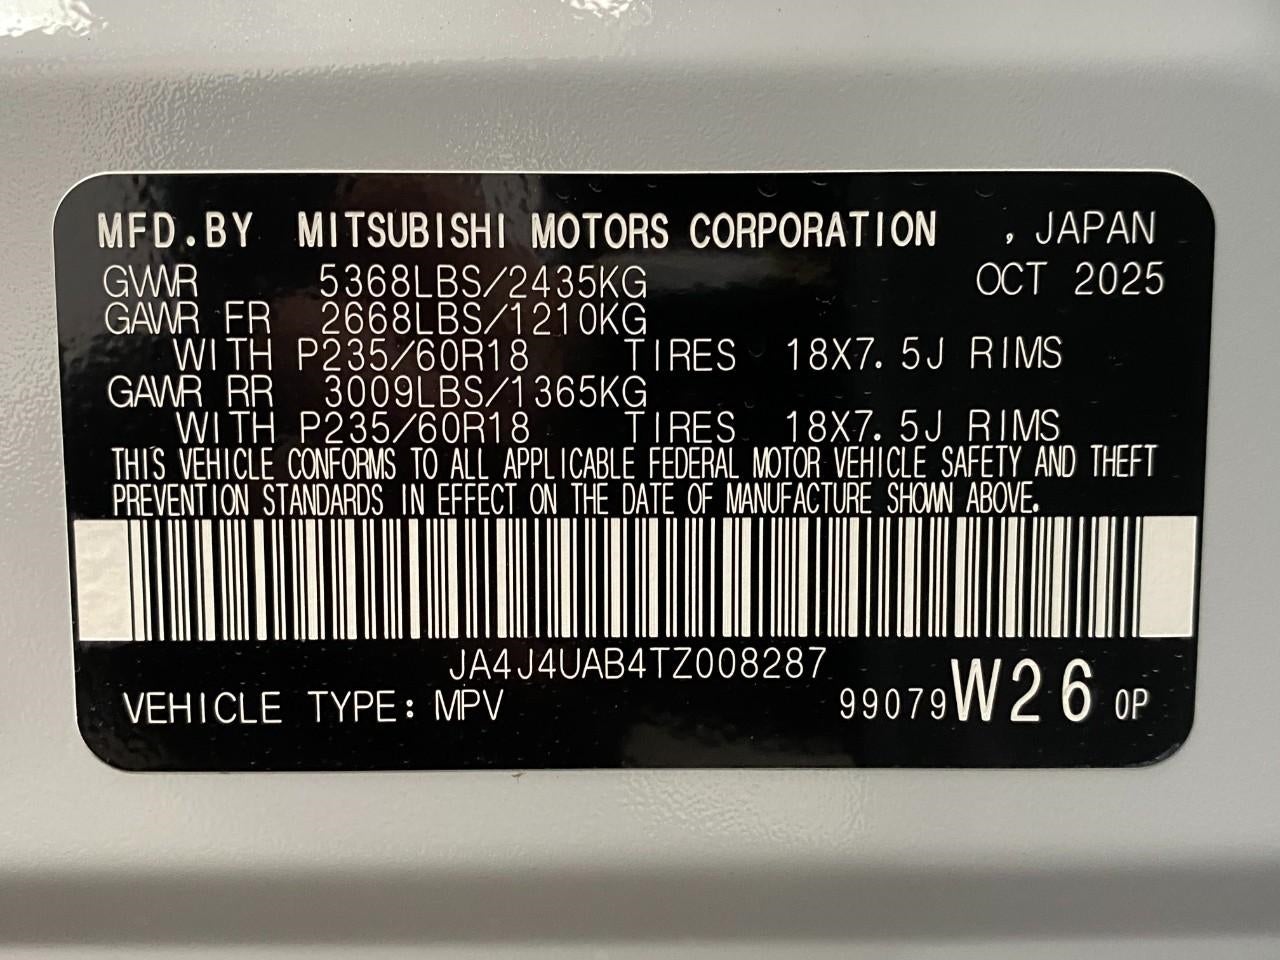 MFD.BY MITSUBISHI MOTORS CORPORATION , JAPAN
GVWR 5368LBS/2435KG OCT 2025
GAWR FR 2668LBS/1210KG
WITH P235/60R18 TIRES 18X7.5J RIMS
GAWR RR 3009LBS/1365KG
WITH P235/60R18 TIRES 18X7.5J RIMS
THIS VEHICLE CONFORMS TO ALL APPLICABLE FEDERAL MOTOR VEHICLE SAFETY AND THEFT
PREVENTION STANDARDS IN EFFECT ON THE DATE OF MANUFACTURE SHOWN ABOVE.
JA4J4UAB4TZ008287
VEHICLE TYPE: MPV 99079 W26 0P